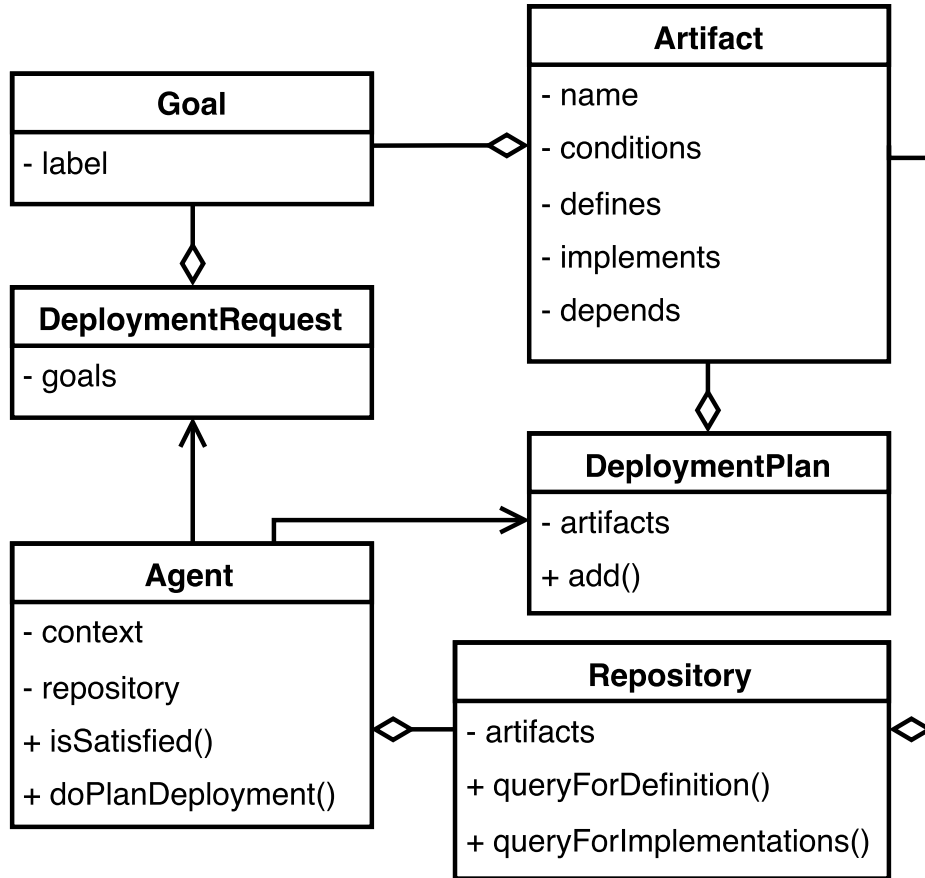 Goal
- label
Artifact
- name
- conditions
- defines
- implements
- depends
DeploymentRequest
- goals
DeploymentPlan
- artifacts
+ add()
Agent
- context
- repository
+ isSatisfied()
+ doPlanDeployment()
Repository
- artifacts
+ queryForDefinition()
+ queryForImplementations()